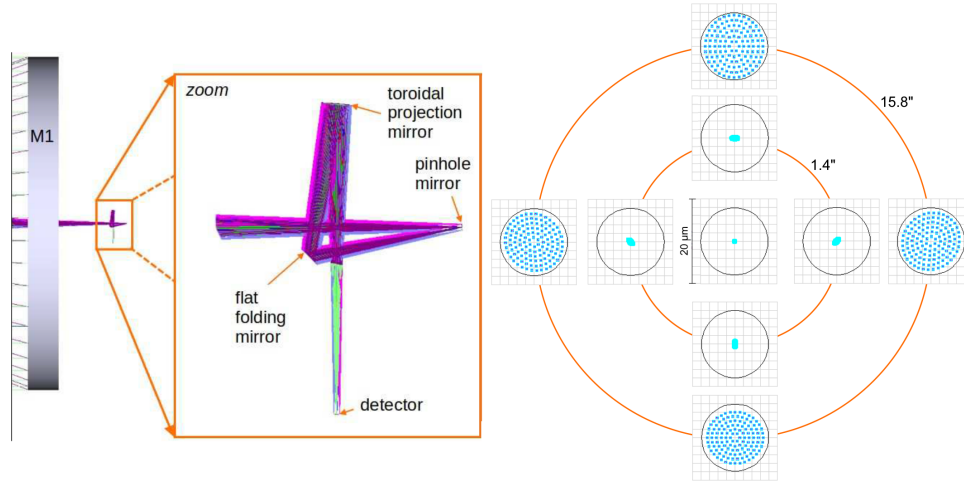 M1
zoom
toroidal
projection
mirror
pinhole
mirror
flat
folding
mirror
detector
15.8"
1.4"
20 µm